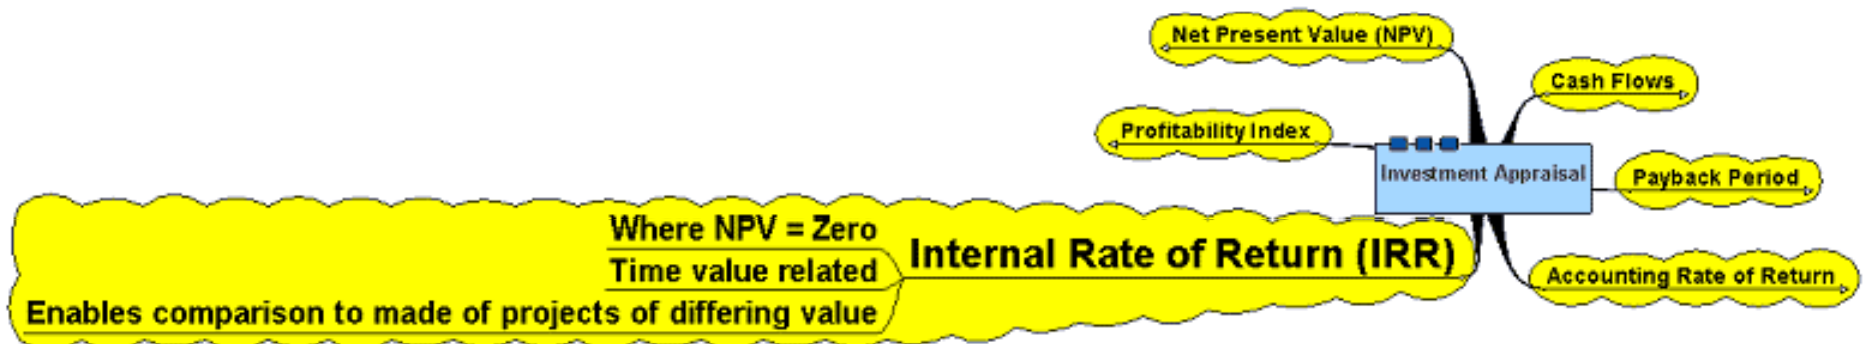 Net Present Value (NPV)
Cash Flows
Profitability Index
Investment Appraisal
Payback Period
Where NPV = Zero
Internal Rate of Return (IRR)
Time value related
Accounting Rate of Return
Enables comparison to made of projects of differing value